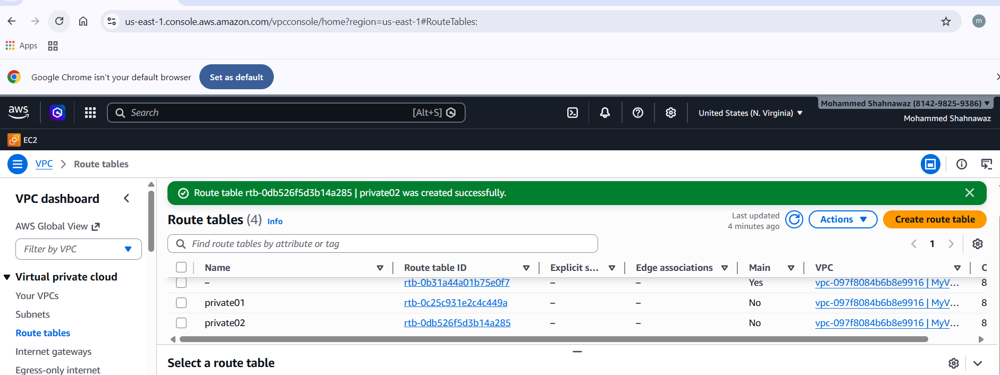 us-east-1.console.aws.amazon.com/vpcconsole/home?region=us-east-1#RouteTables:
m
Apps
Google Chrome isn't your default browser
Set as default
aws
Search
[Alt+S]
United States (N. Virginia)
Mohammed Shahnawaz (8142-9825-9386)
Mohammed Shahnawaz
EC2
VPC
Route tables
VPC dashboard
AWS Global View
Filter by VPC
Virtual private cloud
Your VPCs
Subnets
Route tables
Internet gateways
Egress-only internet
Route table rtb-0db526f5d3b14a285 | private02 was created successfully.
Route tables (4) Info
Last updated
4 minutes ago
Actions
Create route table
Find route tables by attribute or tag
1
Name Route table ID Explicit s... Edge associations Main VPC
– rtb-0b31a44a01b75e0f7 – – Yes vpc-097f8084b6b8e9916 | MyV... 8
private01 rtb-0c25c931e2c4c449a – – No vpc-097f8084b6b8e9916 | MyV... 8
private02 rtb-0db526f5d3b14a285 – – No vpc-097f8084b6b8e9916 | MyV... 8
Select a route table